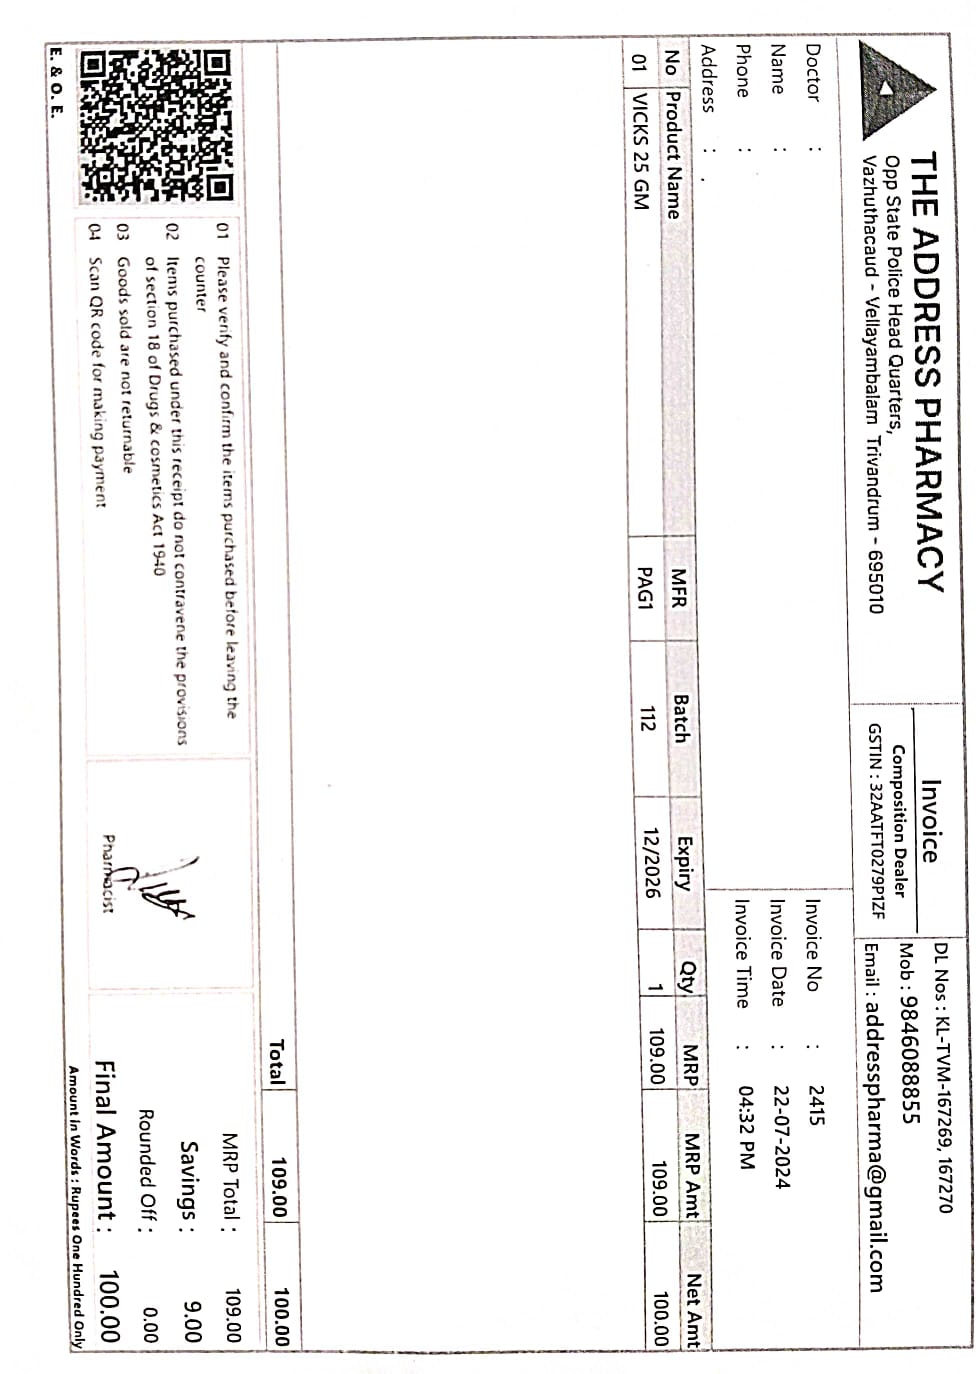 THE ADDRESS PHARMACY
Opp State Police Head Quarters,
Vazhuthacaud - Vellayambalam Trivandrum - 695010
Invoice
Composition Dealer
GSTIN : 32AATFT0279P1ZF
DL Nos : KL-TVM-167269, 167270
Mob : 9846088855
Email : addresspharma@gmail.com
Doctor :
Name :
Phone :
Address : .
Invoice No : 2415
Invoice Date : 22-07-2024
Invoice Time : 04:32 PM
No Product Name MFR Batch Expiry Qty MRP MRP Amt Net Amt
01 VICKS 25 GM PAG1 112 12/2026 1 109.00 109.00 100.00
Total 109.00 100.00
01 Please verify and confirm the items purchased before leaving the
counter
02 Items purchased under this receipt do not contravene the provisions
of section 18 of Drugs & cosmetics Act 1940
03 Goods sold are not returnable
04 Scan QR code for making payment
E. & O. E.
Pharmacist
MRP Total : 109.00
Savings : 9.00
Rounded Off : 0.00
Final Amount : 100.00
Amount In Words : Rupees One Hundred Only